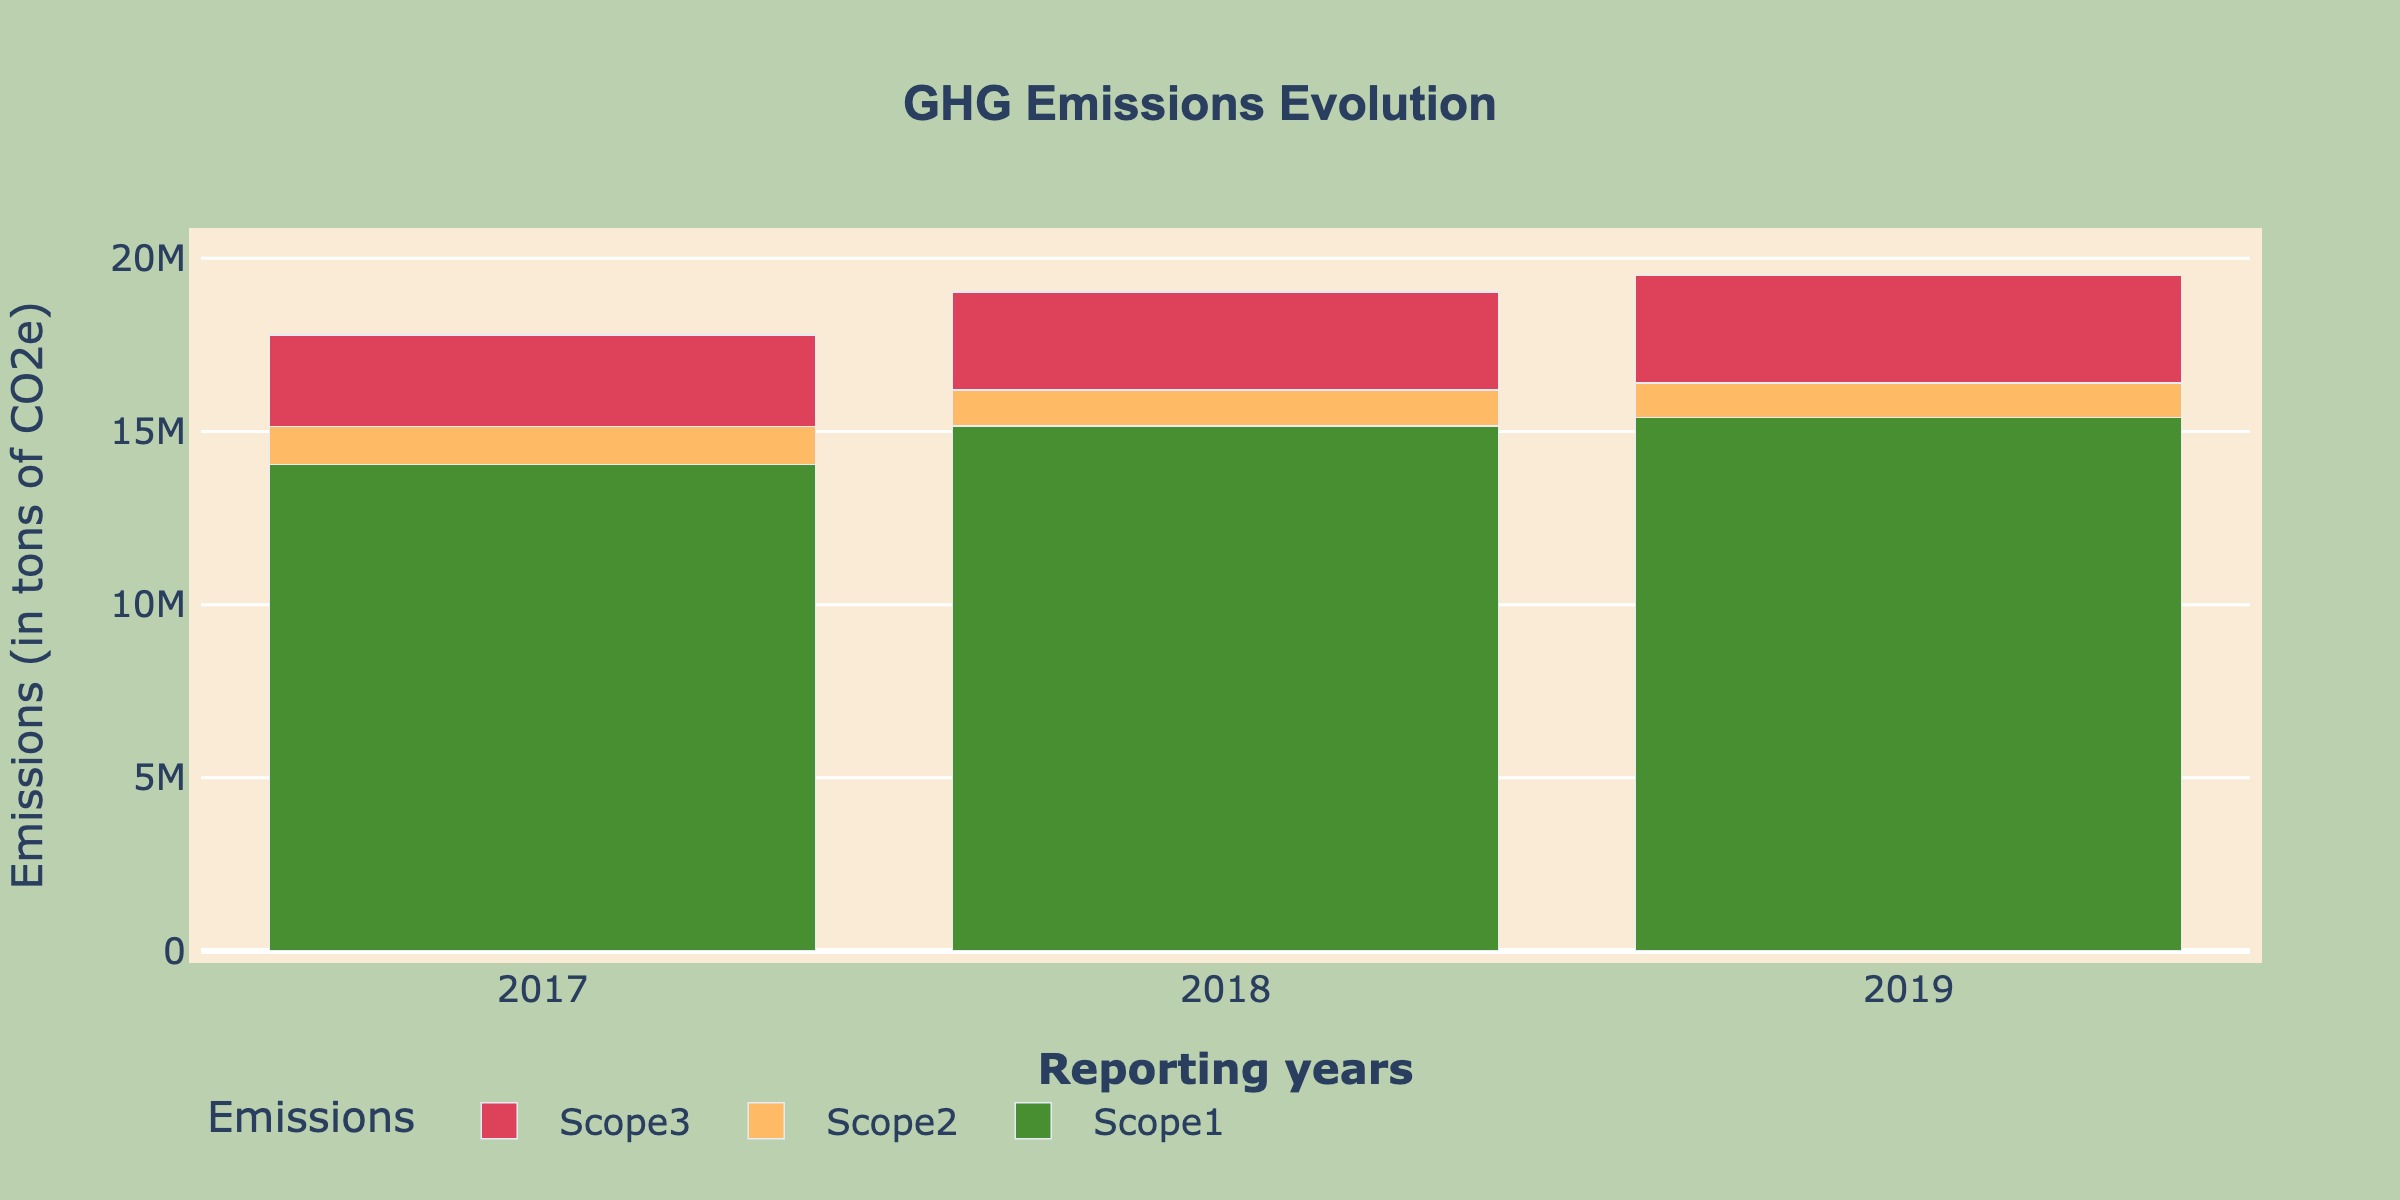 GHG Emissions Evolution
Emissions (in tons of CO2e)
20M
15M
10M
5M
0
2017 2018 2019
Reporting years
Emissions Scope3 Scope2 Scope1